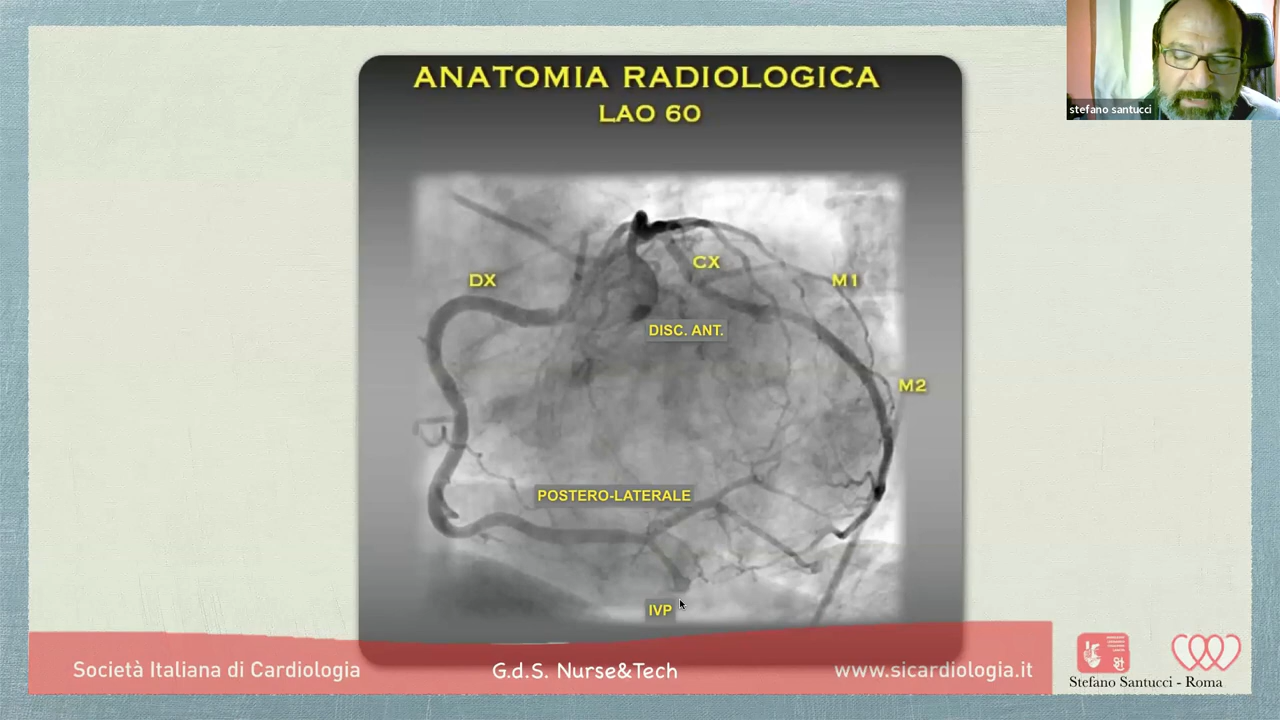 ANATOMIA RADIOLOGICA
LAO 60
stefano santucci
DX
CX
M1
DISC. ANT.
M2
POSTERO-LATERALE
IVP
Società Italiana di Cardiologia
G.d.S. Nurse&Tech
www.sicardiologia.it
Stefano Santucci - Roma